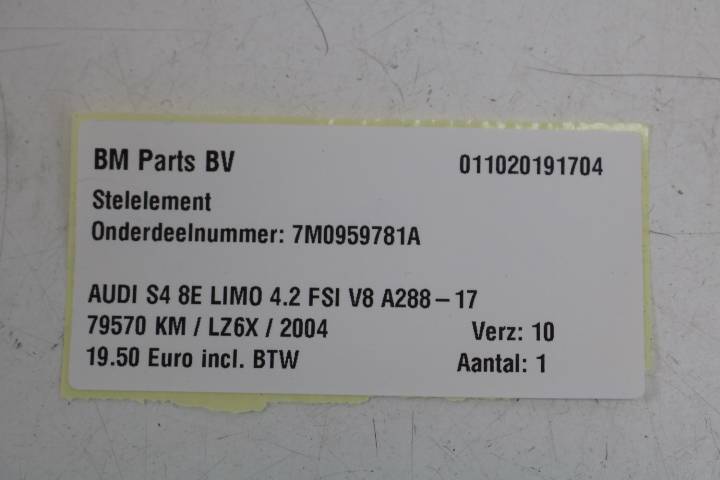 BM Parts BV 011020191704
Stelelement
Onderdeelnummer: 7M0959781A
AUDI S4 8E LIMO 4.2 FSI V8 A288-17
79570 KM / LZ6X / 2004 Verz: 10
19.50 Euro incl. BTW Aantal: 1